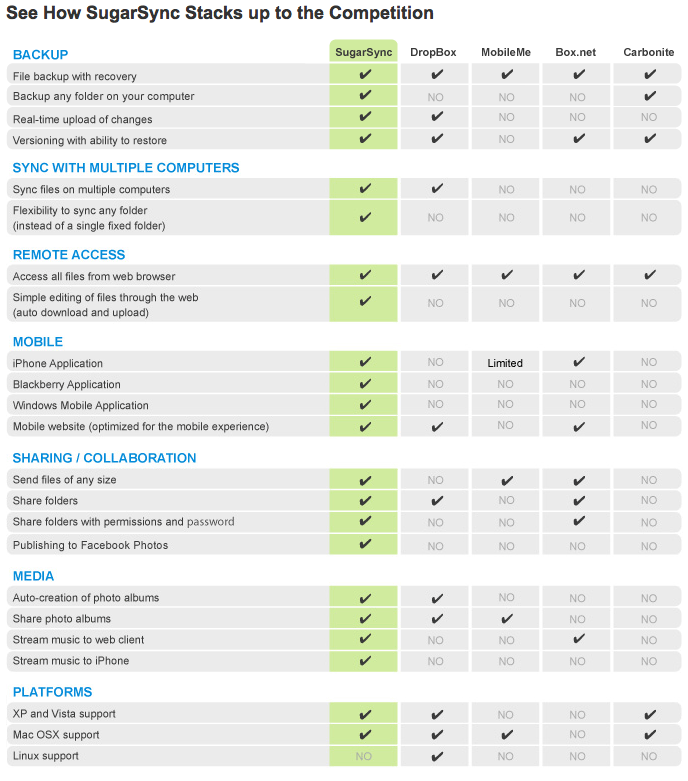 See How SugarSync Stacks up to the Competition
BACKUP SugarSync DropBox MobileMe Box.net Carbonite
File backup with recovery ✔ ✔ ✔ ✔ ✔
Backup any folder on your computer ✔ NO NO NO ✔
Real-time upload of changes ✔ ✔ NO NO NO
Versioning with ability to restore ✔ ✔ NO ✔ ✔
SYNC WITH MULTIPLE COMPUTERS
Sync files on multiple computers ✔ ✔ NO NO NO
Flexibility to sync any folder
(instead of a single fixed folder) ✔ NO NO NO NO
REMOTE ACCESS
Access all files from web browser ✔ ✔ ✔ ✔ ✔
Simple editing of files through the web
(auto download and upload) ✔ NO NO NO NO
MOBILE
iPhone Application ✔ NO Limited ✔ NO
Blackberry Application ✔ NO NO NO NO
Windows Mobile Application ✔ NO NO NO NO
Mobile website (optimized for the mobile experience) ✔ ✔ NO ✔ NO
SHARING / COLLABORATION
Send files of any size ✔ NO ✔ ✔ NO
Share folders ✔ ✔ NO ✔ NO
Share folders with permissions and password ✔ NO NO ✔ NO
Publishing to Facebook Photos ✔ NO NO NO NO
MEDIA
Auto-creation of photo albums ✔ ✔ NO NO NO
Share photo albums ✔ ✔ ✔ NO NO
Stream music to web client ✔ NO NO ✔ NO
Stream music to iPhone ✔ NO NO NO NO
PLATFORMS
XP and Vista support ✔ ✔ NO NO ✔
Mac OSX support ✔ ✔ ✔ NO ✔
Linux support NO ✔ NO NO NO